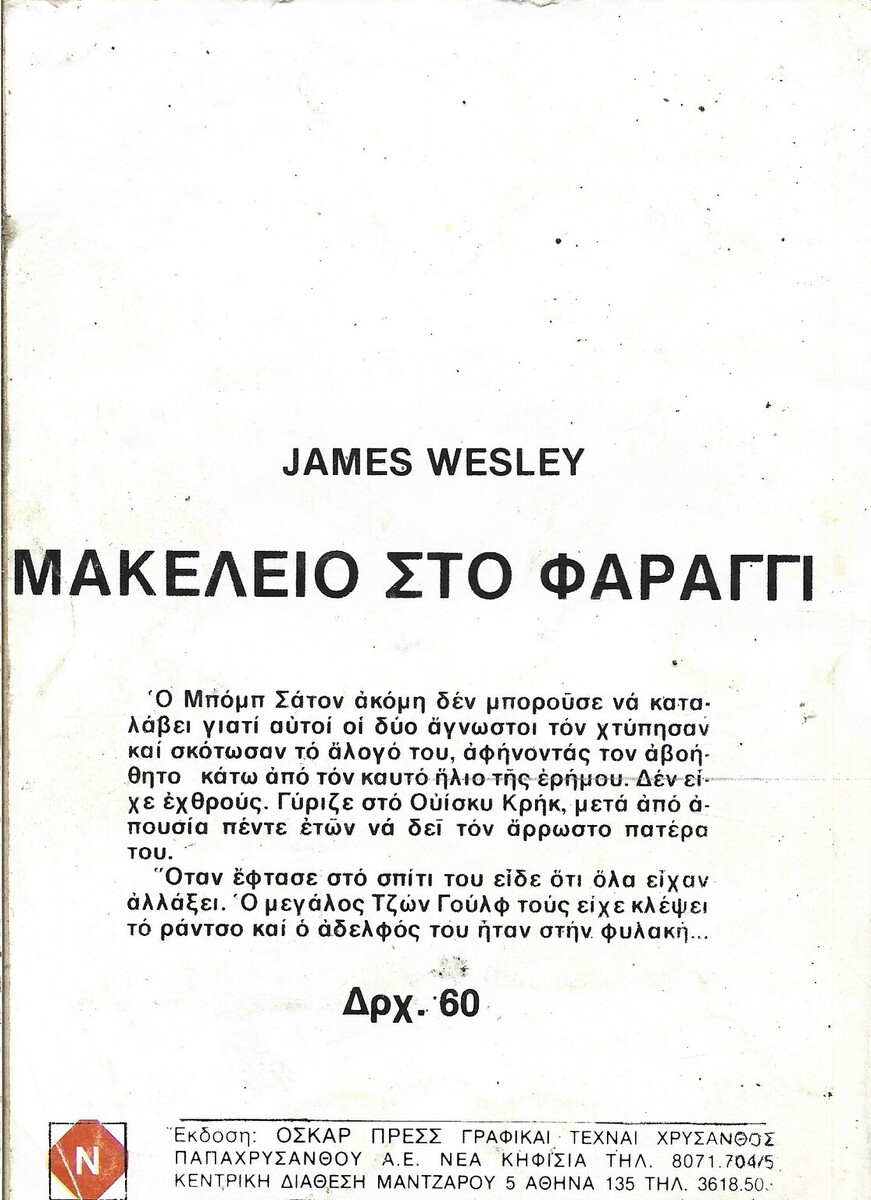 JAMES WESLEY
ΜΑΚΕΛΕΙΟ ΣΤΟ ΦΑΡΑΓΓΙ
Ὁ Μπόμπ Σάτον ἀκόμη δέν μποροῦσε νά κατα-
λάβει γιατί αὐτοί οἱ δύο ἄγνωστοι τόν χτύπησαν
καί σκότωσαν τό ἄλογό του, ἀφήνοντάς τον ἀβοή-
θητο κάτω ἀπό τόν καυτό ἥλιο τῆς ἐρήμου. Δέν εἶ-
χε ἐχθρούς. Γύριζε στό Οὐίσκυ Κρήκ, μετά ἀπό ἀ-
πουσία πέντε ἐτῶν νά δεῖ τόν ἄρρωστο πατέρα
του.
Ὅταν ἔφτασε στό σπίτι του εἶδε ὅτι ὅλα εἶχαν
ἀλλάξει. Ὁ μεγάλος Τζών Γούλφ τούς εἶχε κλέψει
τό ράντσο καί ὁ ἀδελφός του ἦταν στήν φυλακή...
Δρχ. 60
N
Ἔκδοση: ΟΣΚΑΡ ΠΡΕΣΣ ΓΡΑΦΙΚΑΙ ΤΕΧΝΑΙ ΧΡΥΣΑΝΘΟΣ
ΠΑΠΑΧΡΥΣΑΝΘΟΥ Α.Ε. ΝΕΑ ΚΗΦΙΣΙΑ ΤΗΛ. 8071.704/5
ΚΕΝΤΡΙΚΗ ΔΙΑΘΕΣΗ ΜΑΝΤΖΑΡΟΥ 5 ΑΘΗΝΑ 135 ΤΗΛ. 3618.50.